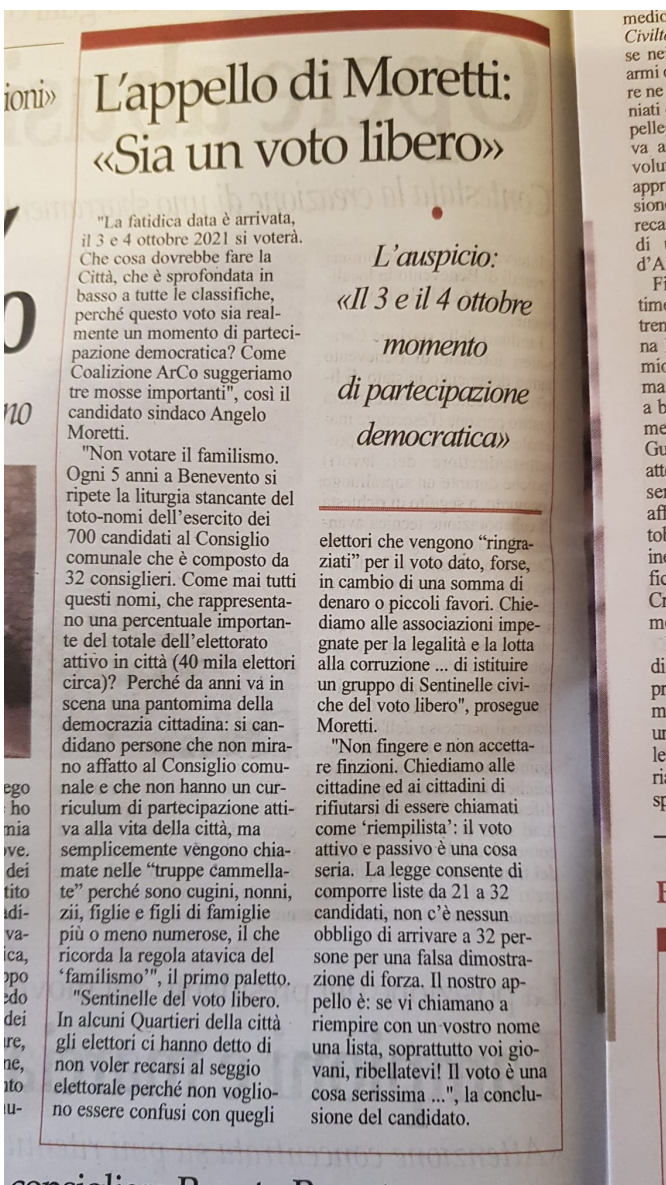 L'appello di Moretti:
«Sia un voto libero»
"La fatidica data è arrivata,
il 3 e 4 ottobre 2021 si voterà.
Che cosa dovrebbe fare la
Città, che è sprofondata in
basso a tutte le classifiche,
perché questo voto sia real-
mente un momento di parteci-
pazione democratica? Come
Coalizione ArCo suggeriamo
tre mosse importanti", così il
candidato sindaco Angelo
Moretti.
"Non votare il familismo.
Ogni 5 anni a Benevento si
ripete la liturgia stancante del
toto-nomi dell'esercito dei
700 candidati al Consiglio
comunale che è composto da
32 consiglieri. Come mai tutti
questi nomi, che rappresenta-
no una percentuale importan-
te del totale dell'elettorato
attivo in città (40 mila elettori
circa)? Perché da anni va in
scena una pantomima della
democrazia cittadina: si can-
didano persone che non mira-
no affatto al Consiglio comu-
nale e che non hanno un cur-
riculum di partecipazione atti-
va alla vita della città, ma
semplicemente vengono chia-
mate nelle “truppe cammella-
te” perché sono cugini, nonni,
zii, figlie e figli di famiglie
più o meno numerose, il che
ricorda la regola atavica del
‘familismo’", il primo paletto.
"Sentinelle del voto libero.
In alcuni Quartieri della città
gli elettori ci hanno detto di
non voler recarsi al seggio
elettorale perché non voglio-
no essere confusi con quegli
L'auspicio:
«Il 3 e il 4 ottobre
momento
di partecipazione
democratica»
elettori che vengono “ringra-
ziati” per il voto dato, forse,
in cambio di una somma di
denaro o piccoli favori. Chie-
diamo alle associazioni impe-
gnate per la legalità e la lotta
alla corruzione ... di istituire
un gruppo di Sentinelle civi-
che del voto libero", prosegue
Moretti.
"Non fingere e non accetta-
re finzioni. Chiediamo alle
cittadine ed ai cittadini di
rifiutarsi di essere chiamati
come ‘riempilista’: il voto
attivo e passivo è una cosa
seria. La legge consente di
comporre liste da 21 a 32
candidati, non c'è nessun
obbligo di arrivare a 32 per-
sone per una falsa dimostra-
zione di forza. Il nostro ap-
pello è: se vi chiamano a
riempire con un vostro nome
una lista, soprattutto voi gio-
vani, ribellatevi! Il voto è una
cosa serissima ...", la conclu-
sione del candidato.